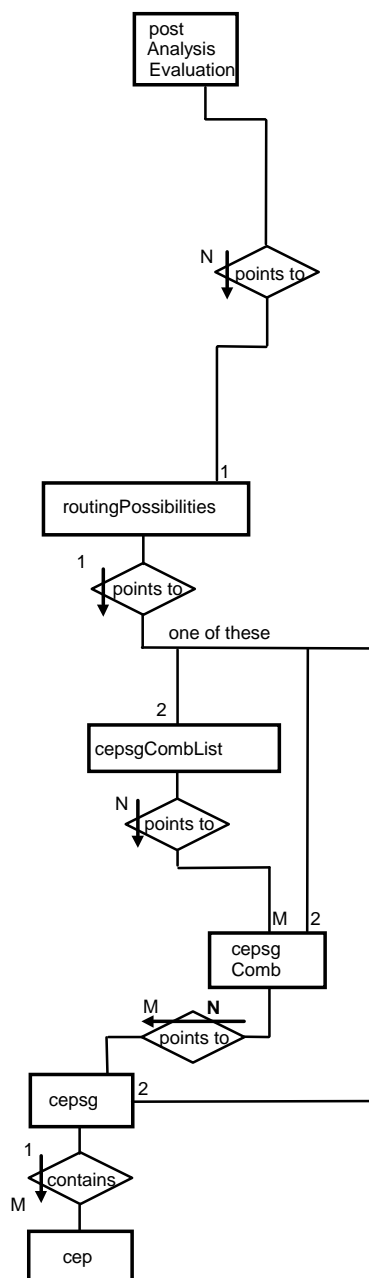 post
Analysis
Evaluation
N
points to
1
routingPossibilities
1
points to
one of these
2
cepsgCombList
N
points to
M
2
cepsg
Comb
M
N
points to
cepsg
2
1
contains
M
cep